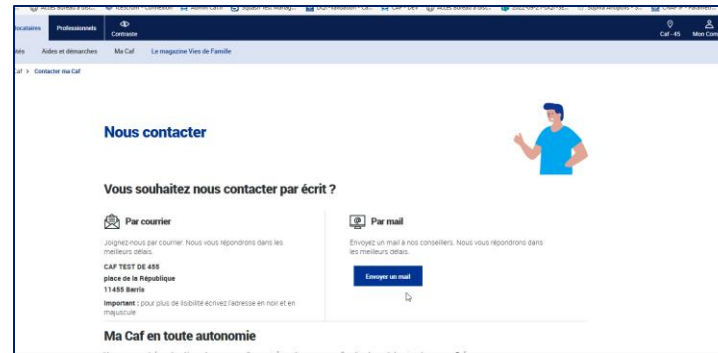 Professionnels
Contraste
Caf - 45
Aides et démarches
Ma Caf
Le magazine Vies de Famille
Caf > Contacter ma Caf
Nous contacter
Vous souhaitez nous contacter par écrit ?
Par courrier
Joignez-nous par courrier. Nous vous répondrons dans les
meilleurs délais.
CAF TEST DE 455
place de la République
11455 Barris
Important : pour plus de lisibilité écrivez l'adresse en noir et en
majuscule
Par mail
Envoyez un mail à nos conseillers. Nous vous répondrons dans
les meilleurs délais.
Envoyer un mail
Ma Caf en toute autonomie